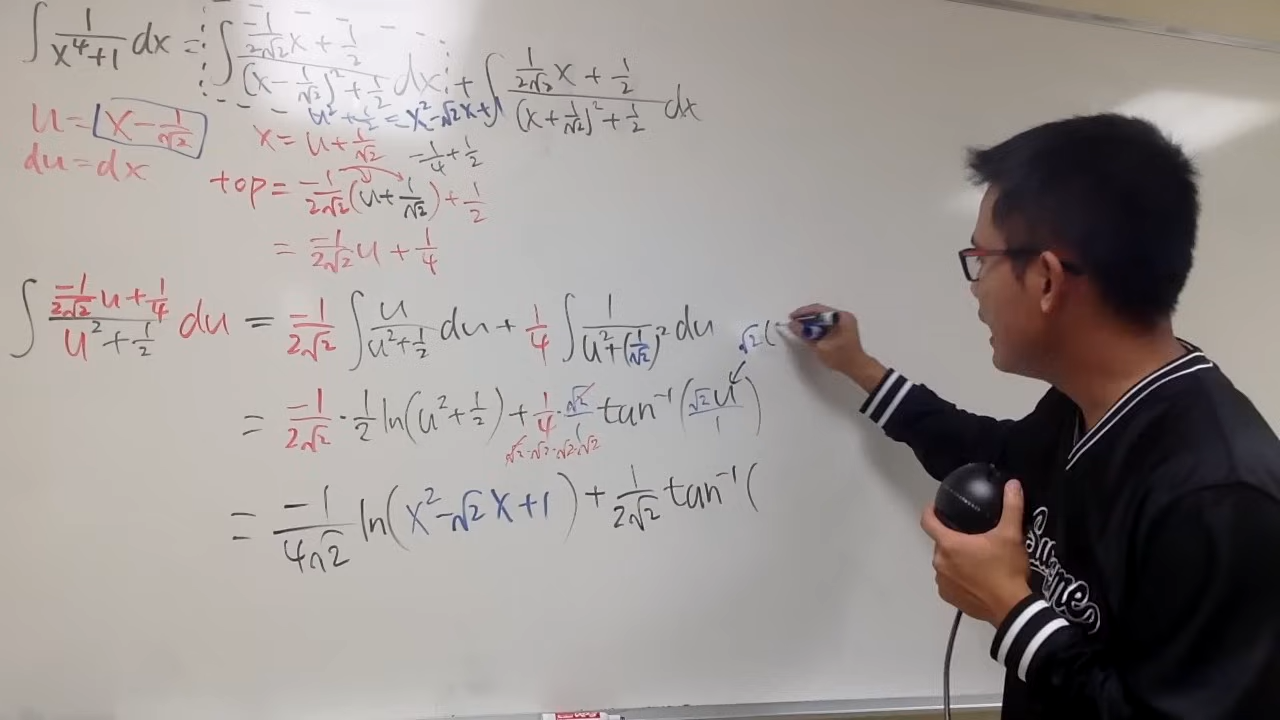 ∫ 1/(x⁴+1) dx = ∫ (-1/(2√2) x + 1/2)/((x - 1/√2)² + 1/2) dx + ∫ (1/(2√2) x + 1/2)/((x + 1/√2)² + 1/2) dx
u² + 1/2 = x² - √2x + 1
u = x - 1/√2
x = u + 1/√2
-1/4 + 1/2
du = dx
top = -1/(2√2) (u + 1/√2) + 1/2
= -1/(2√2) u + 1/4
∫ (-1/(2√2) u + 1/4)/(u² + 1/2) du = -1/(2√2) ∫ u/(u² + 1/2) du + 1/4 ∫ 1/(u² + (1/√2)²) du
√2(
= -1/(2√2) · 1/2 ln(u² + 1/2) + 1/4 · √2/1 tan⁻¹(√2u/1)
√2·√2·√2·√2
= -1/(4√2) ln(x² - √2x + 1) + 1/(2√2) tan⁻¹(